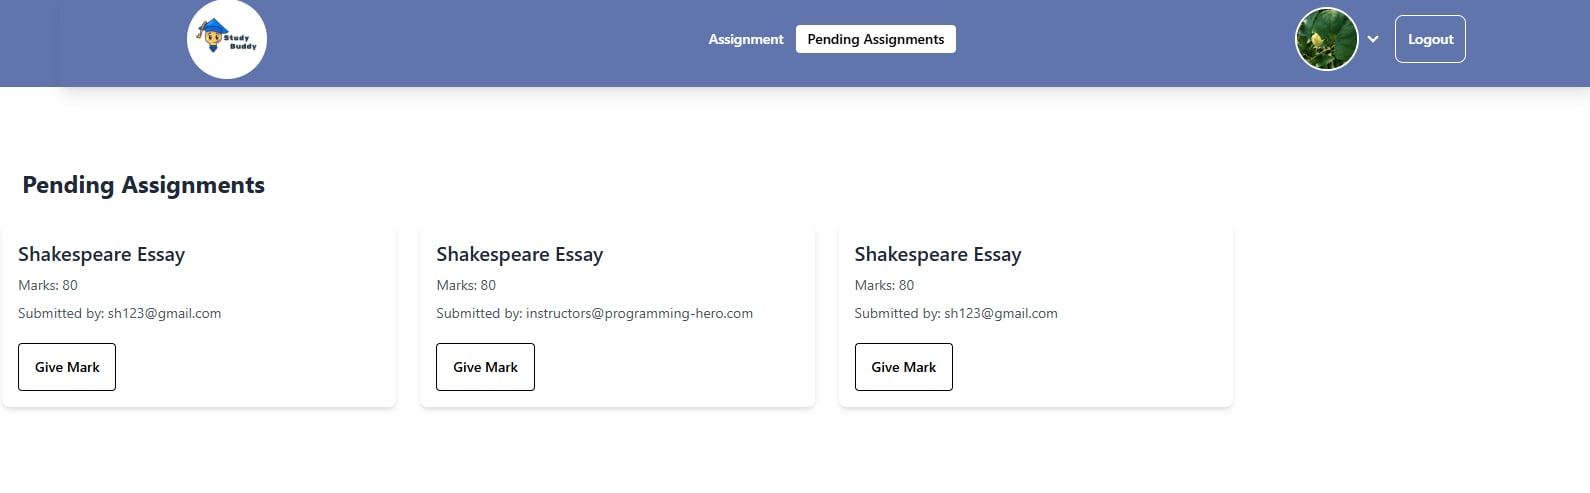 Study
Buddy
Assignment
Pending Assignments
Logout
Pending Assignments
Shakespeare Essay
Marks: 80
Submitted by: sh123@gmail.com
Give Mark
Shakespeare Essay
Marks: 80
Submitted by: instructors@programming-hero.com
Give Mark
Shakespeare Essay
Marks: 80
Submitted by: sh123@gmail.com
Give Mark